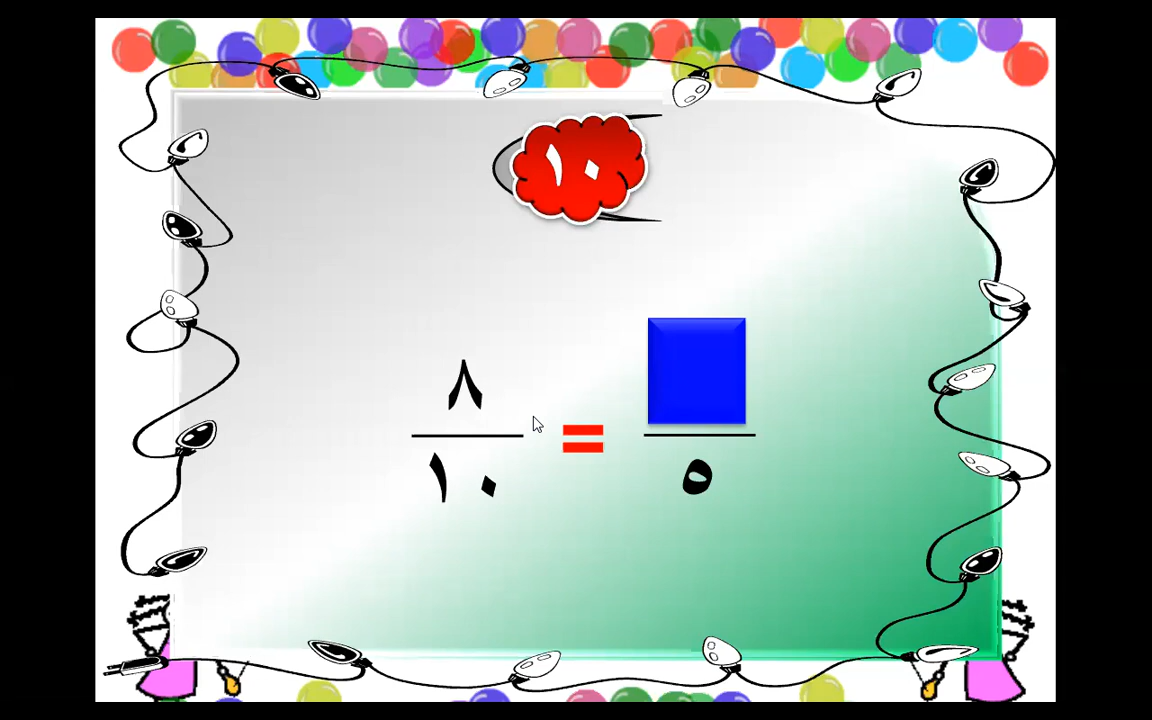 ١٠
٨ = 
١٠ ٥